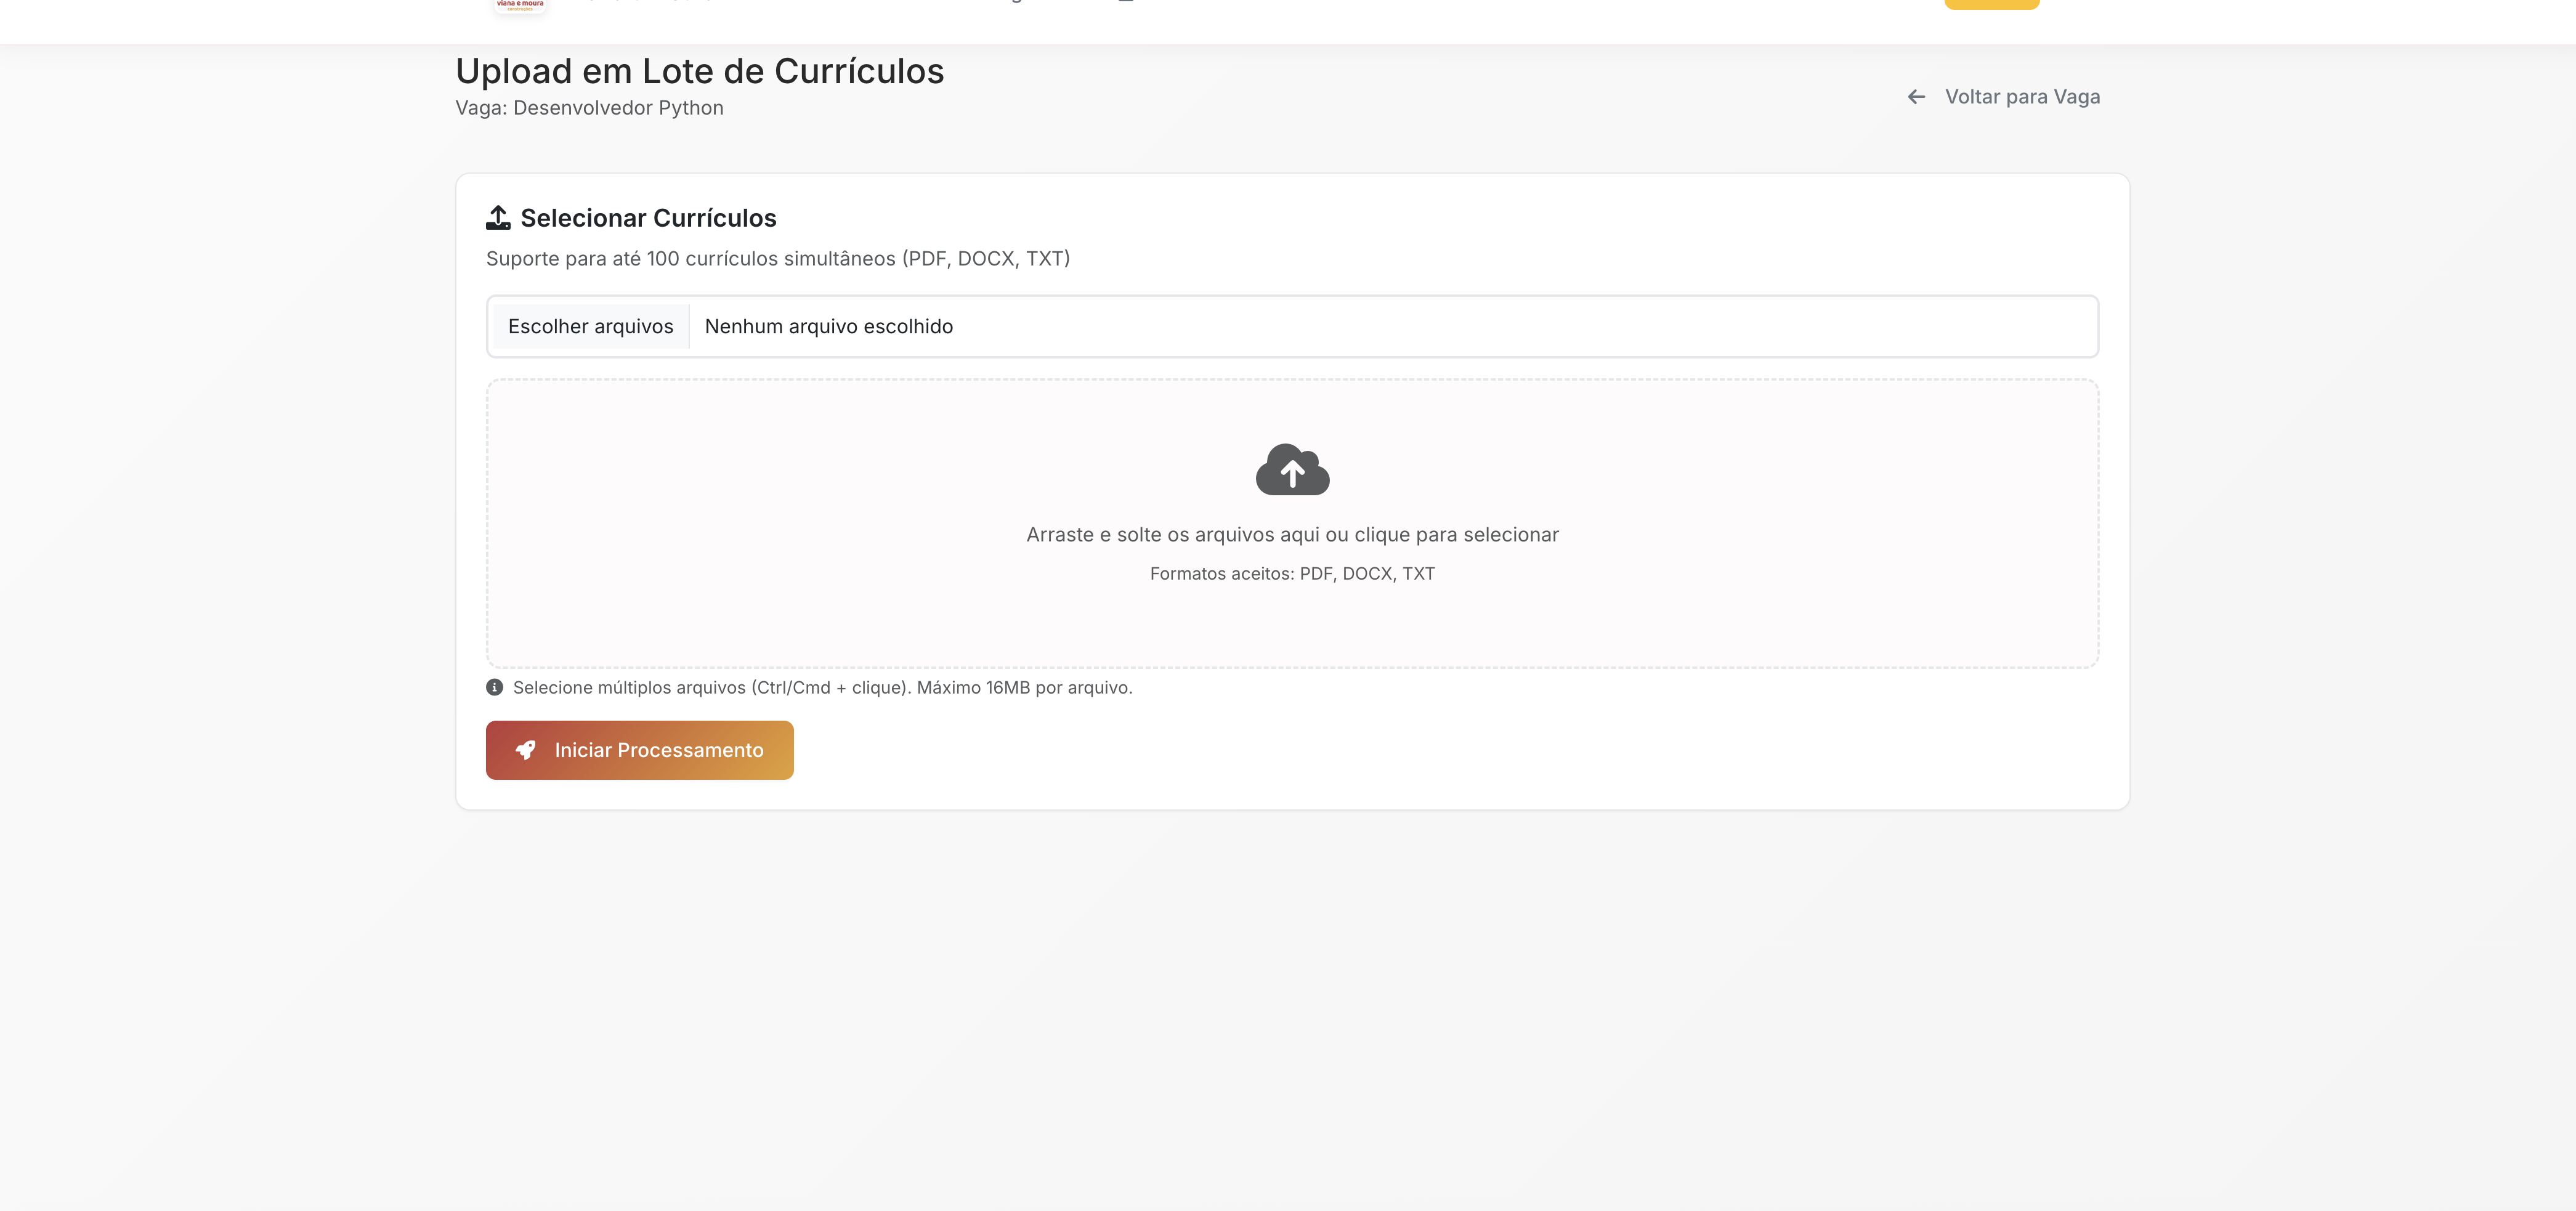 viana e moura
construções
Upload em Lote de Currículos
Vaga: Desenvolvedor Python
Voltar para Vaga
Selecionar Currículos
Suporte para até 100 currículos simultâneos (PDF, DOCX, TXT)
Escolher arquivos Nenhum arquivo escolhido
Arraste e solte os arquivos aqui ou clique para selecionar
Formatos aceitos: PDF, DOCX, TXT
Selecione múltiplos arquivos (Ctrl/Cmd + clique). Máximo 16MB por arquivo.
Iniciar Processamento